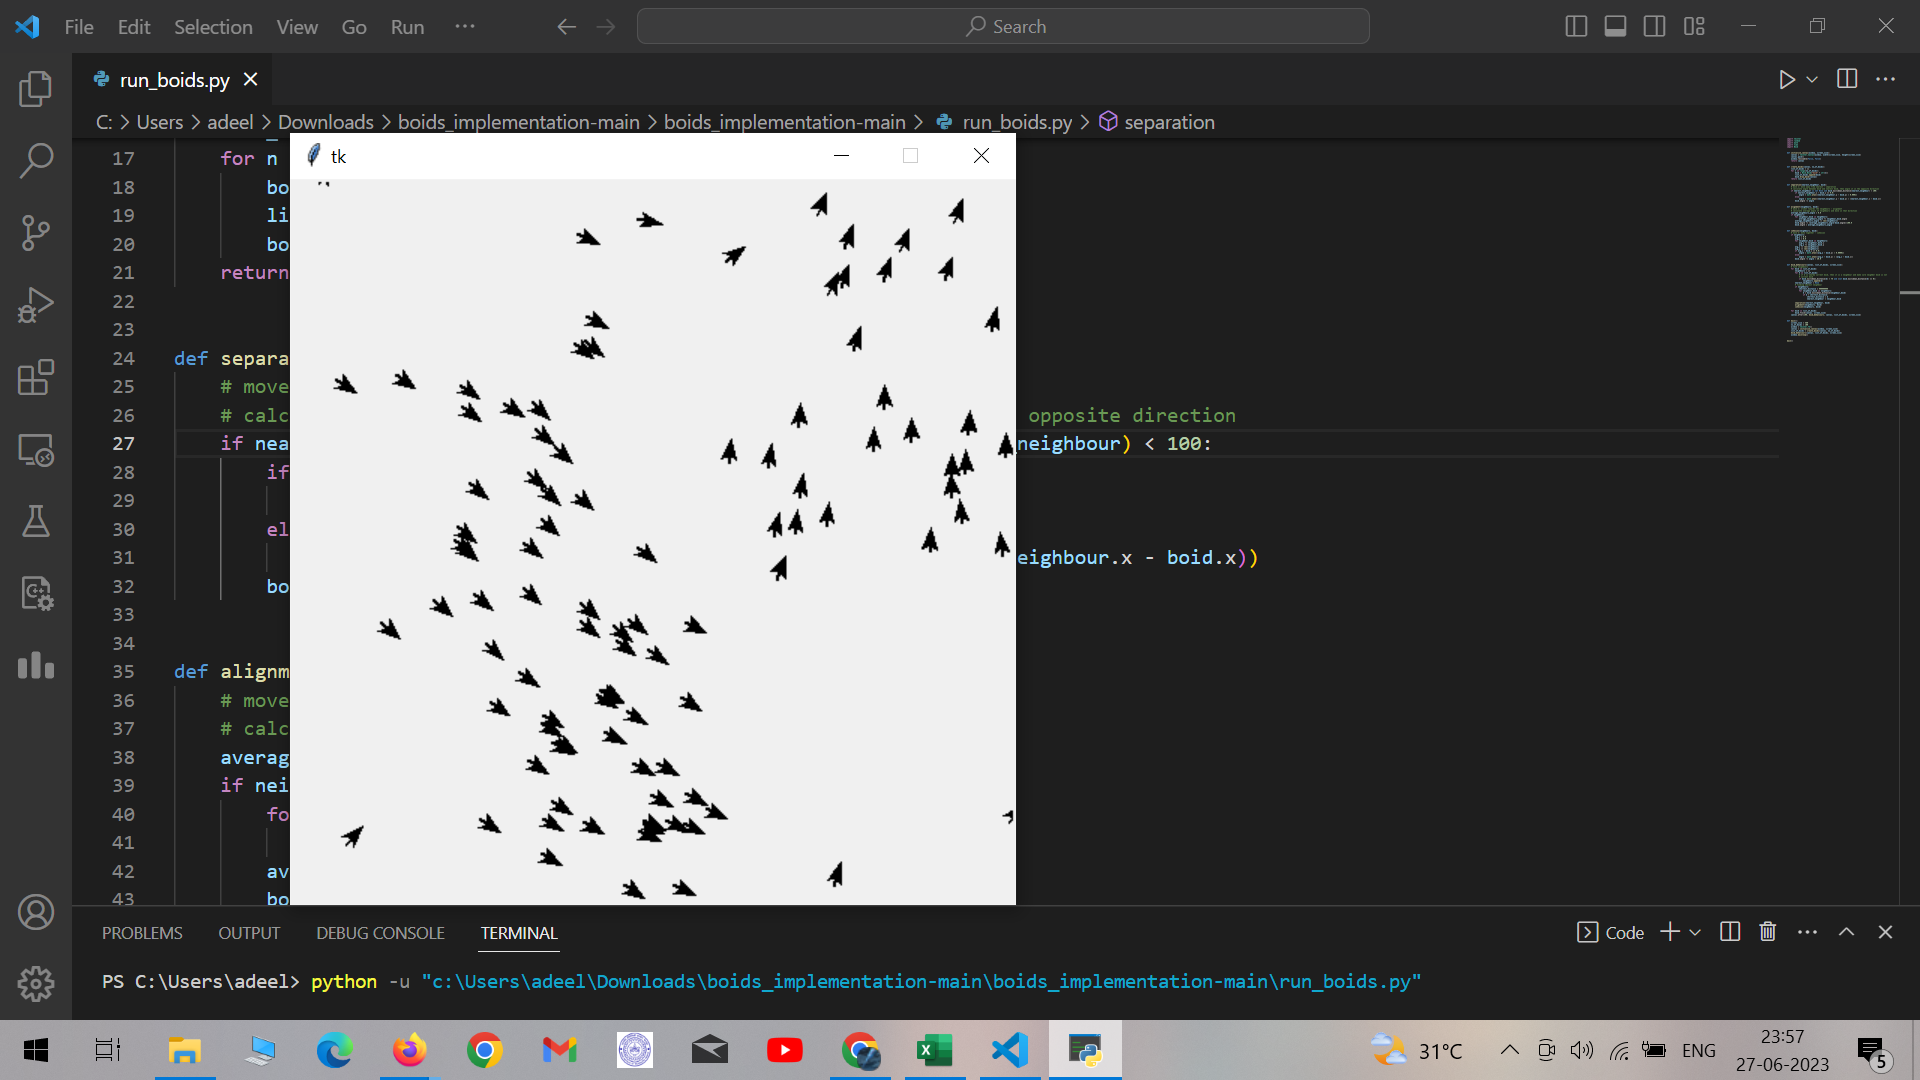 File Edit Selection View Go Run ··· Search
run_boids.py
C: > Users > adeel > Downloads > boids_implementation-main > boids_implementation-main > run_boids.py > separation
tk
17 for n
18 bo
19 li
20 bo
21 return
22
23
24 def separa
25 # move
26 # calc opposite direction
27 if nea neighbour) < 100:
28 if
29
30 el
31 eighbour.x - boid.x))
32 bo
33
34
35 def alignm
36 # move
37 # calc
38 averag
39 if nei
40 fo
41
42 av
43 bo
PROBLEMS OUTPUT DEBUG CONSOLE TERMINAL Code
PS C:\Users\adeel> python -u "c:\Users\adeel\Downloads\boids_implementation-main\boids_implementation-main\run_boids.py"
31°C ENG 23:57
27-06-2023 5